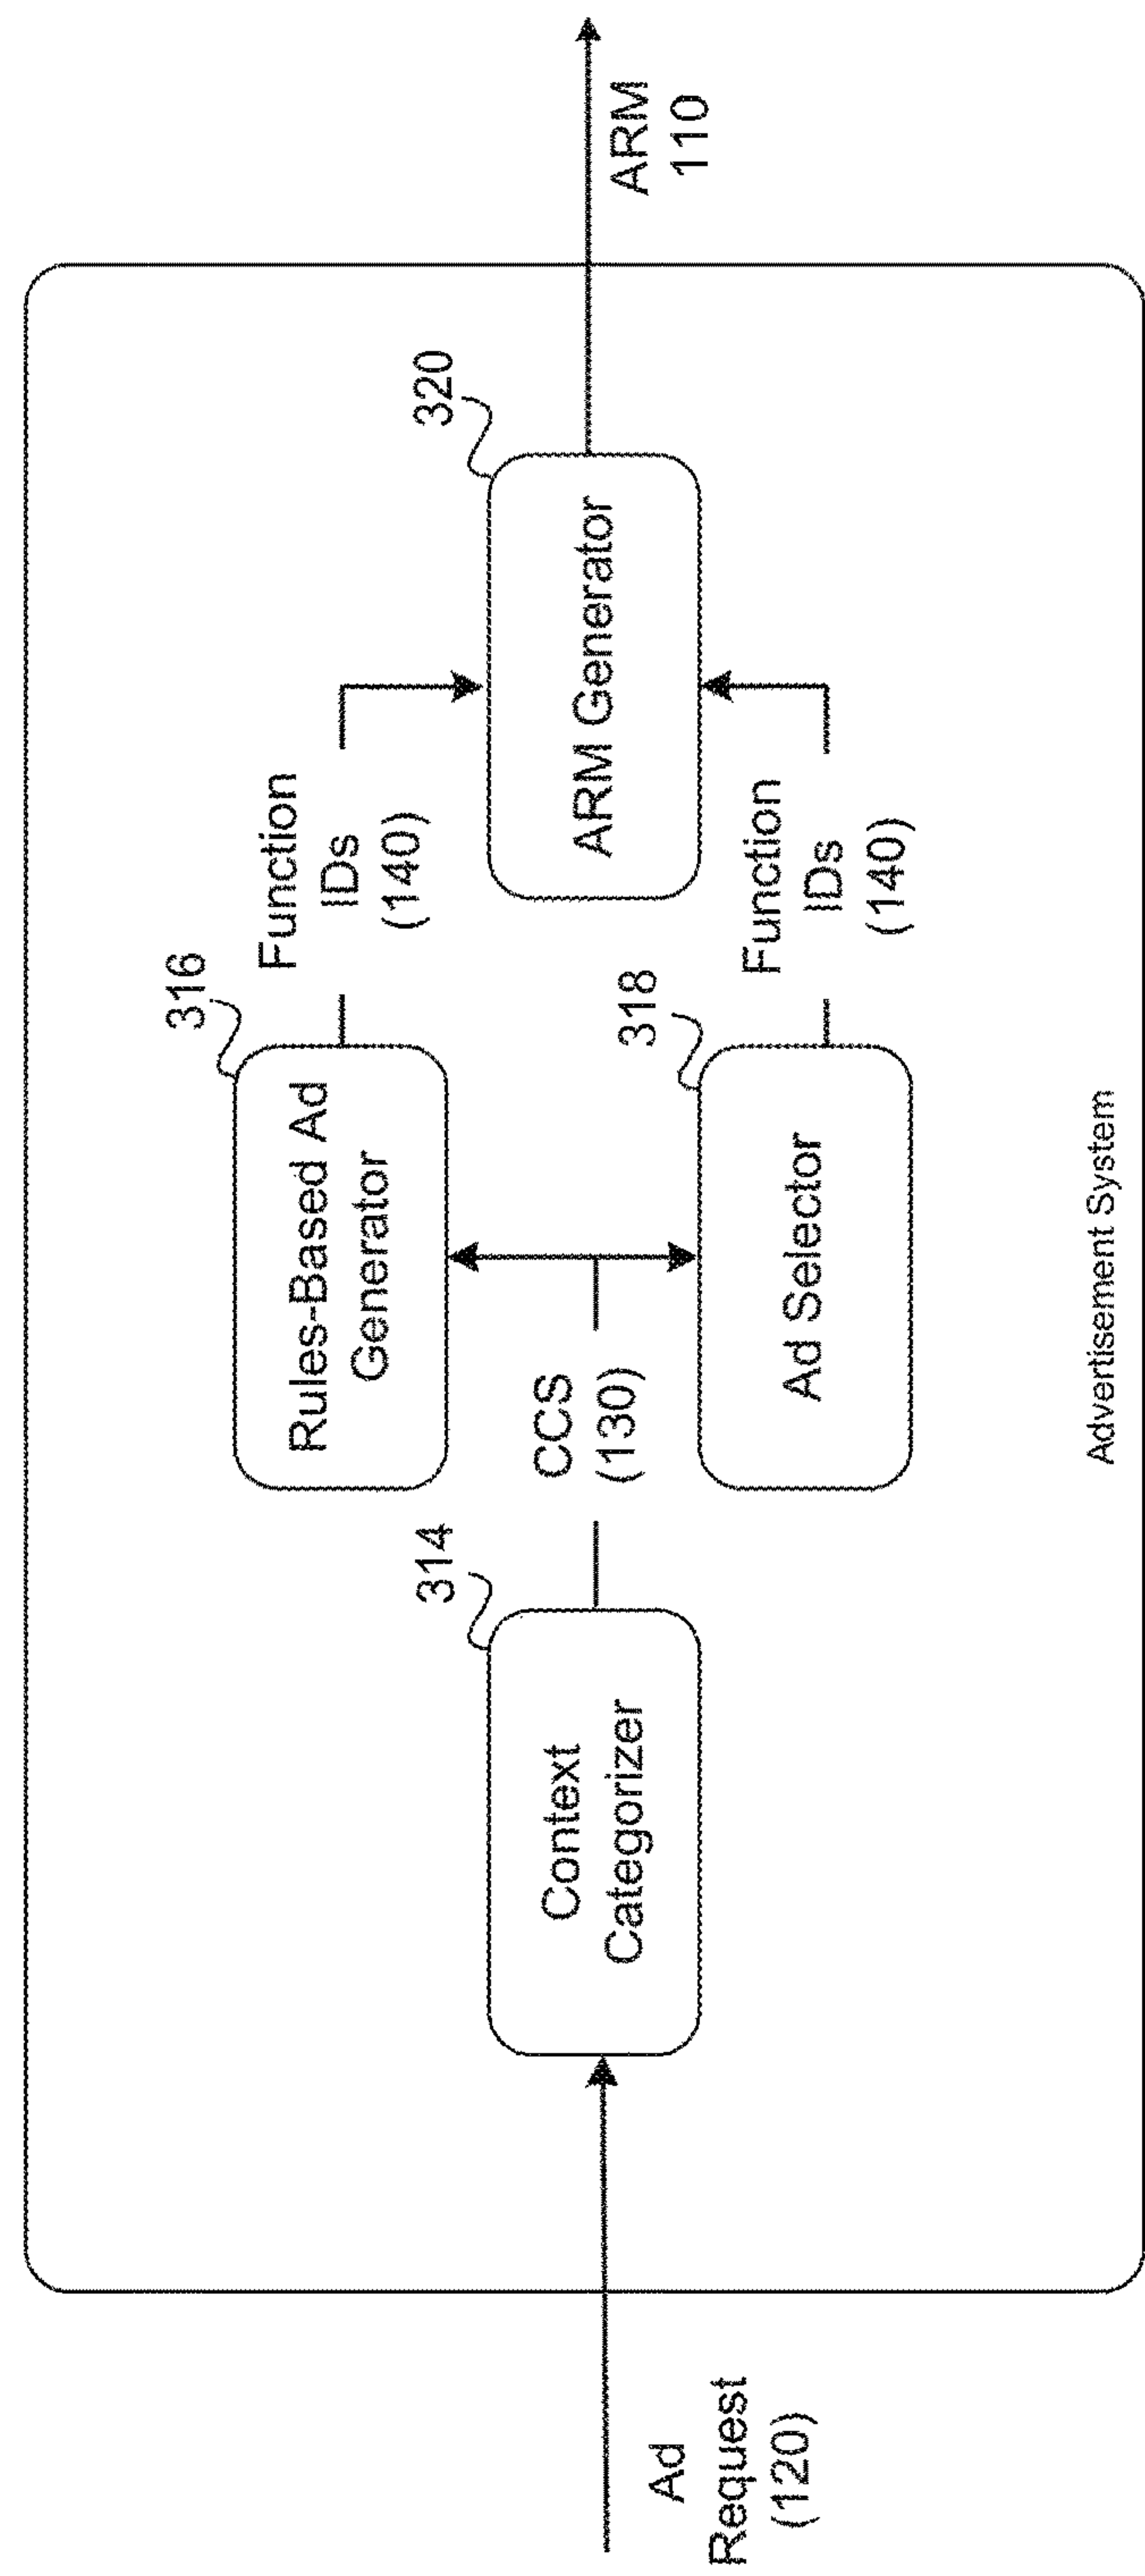 Ad
Request
(120)
314
Context
Categorizer
CCS
(130)
316
Rules-Based Ad
Generator
318
Ad Selector
Function
IDs
(140)
Function
IDs
(140)
320
ARM Generator
ARM
110
Advertisement System